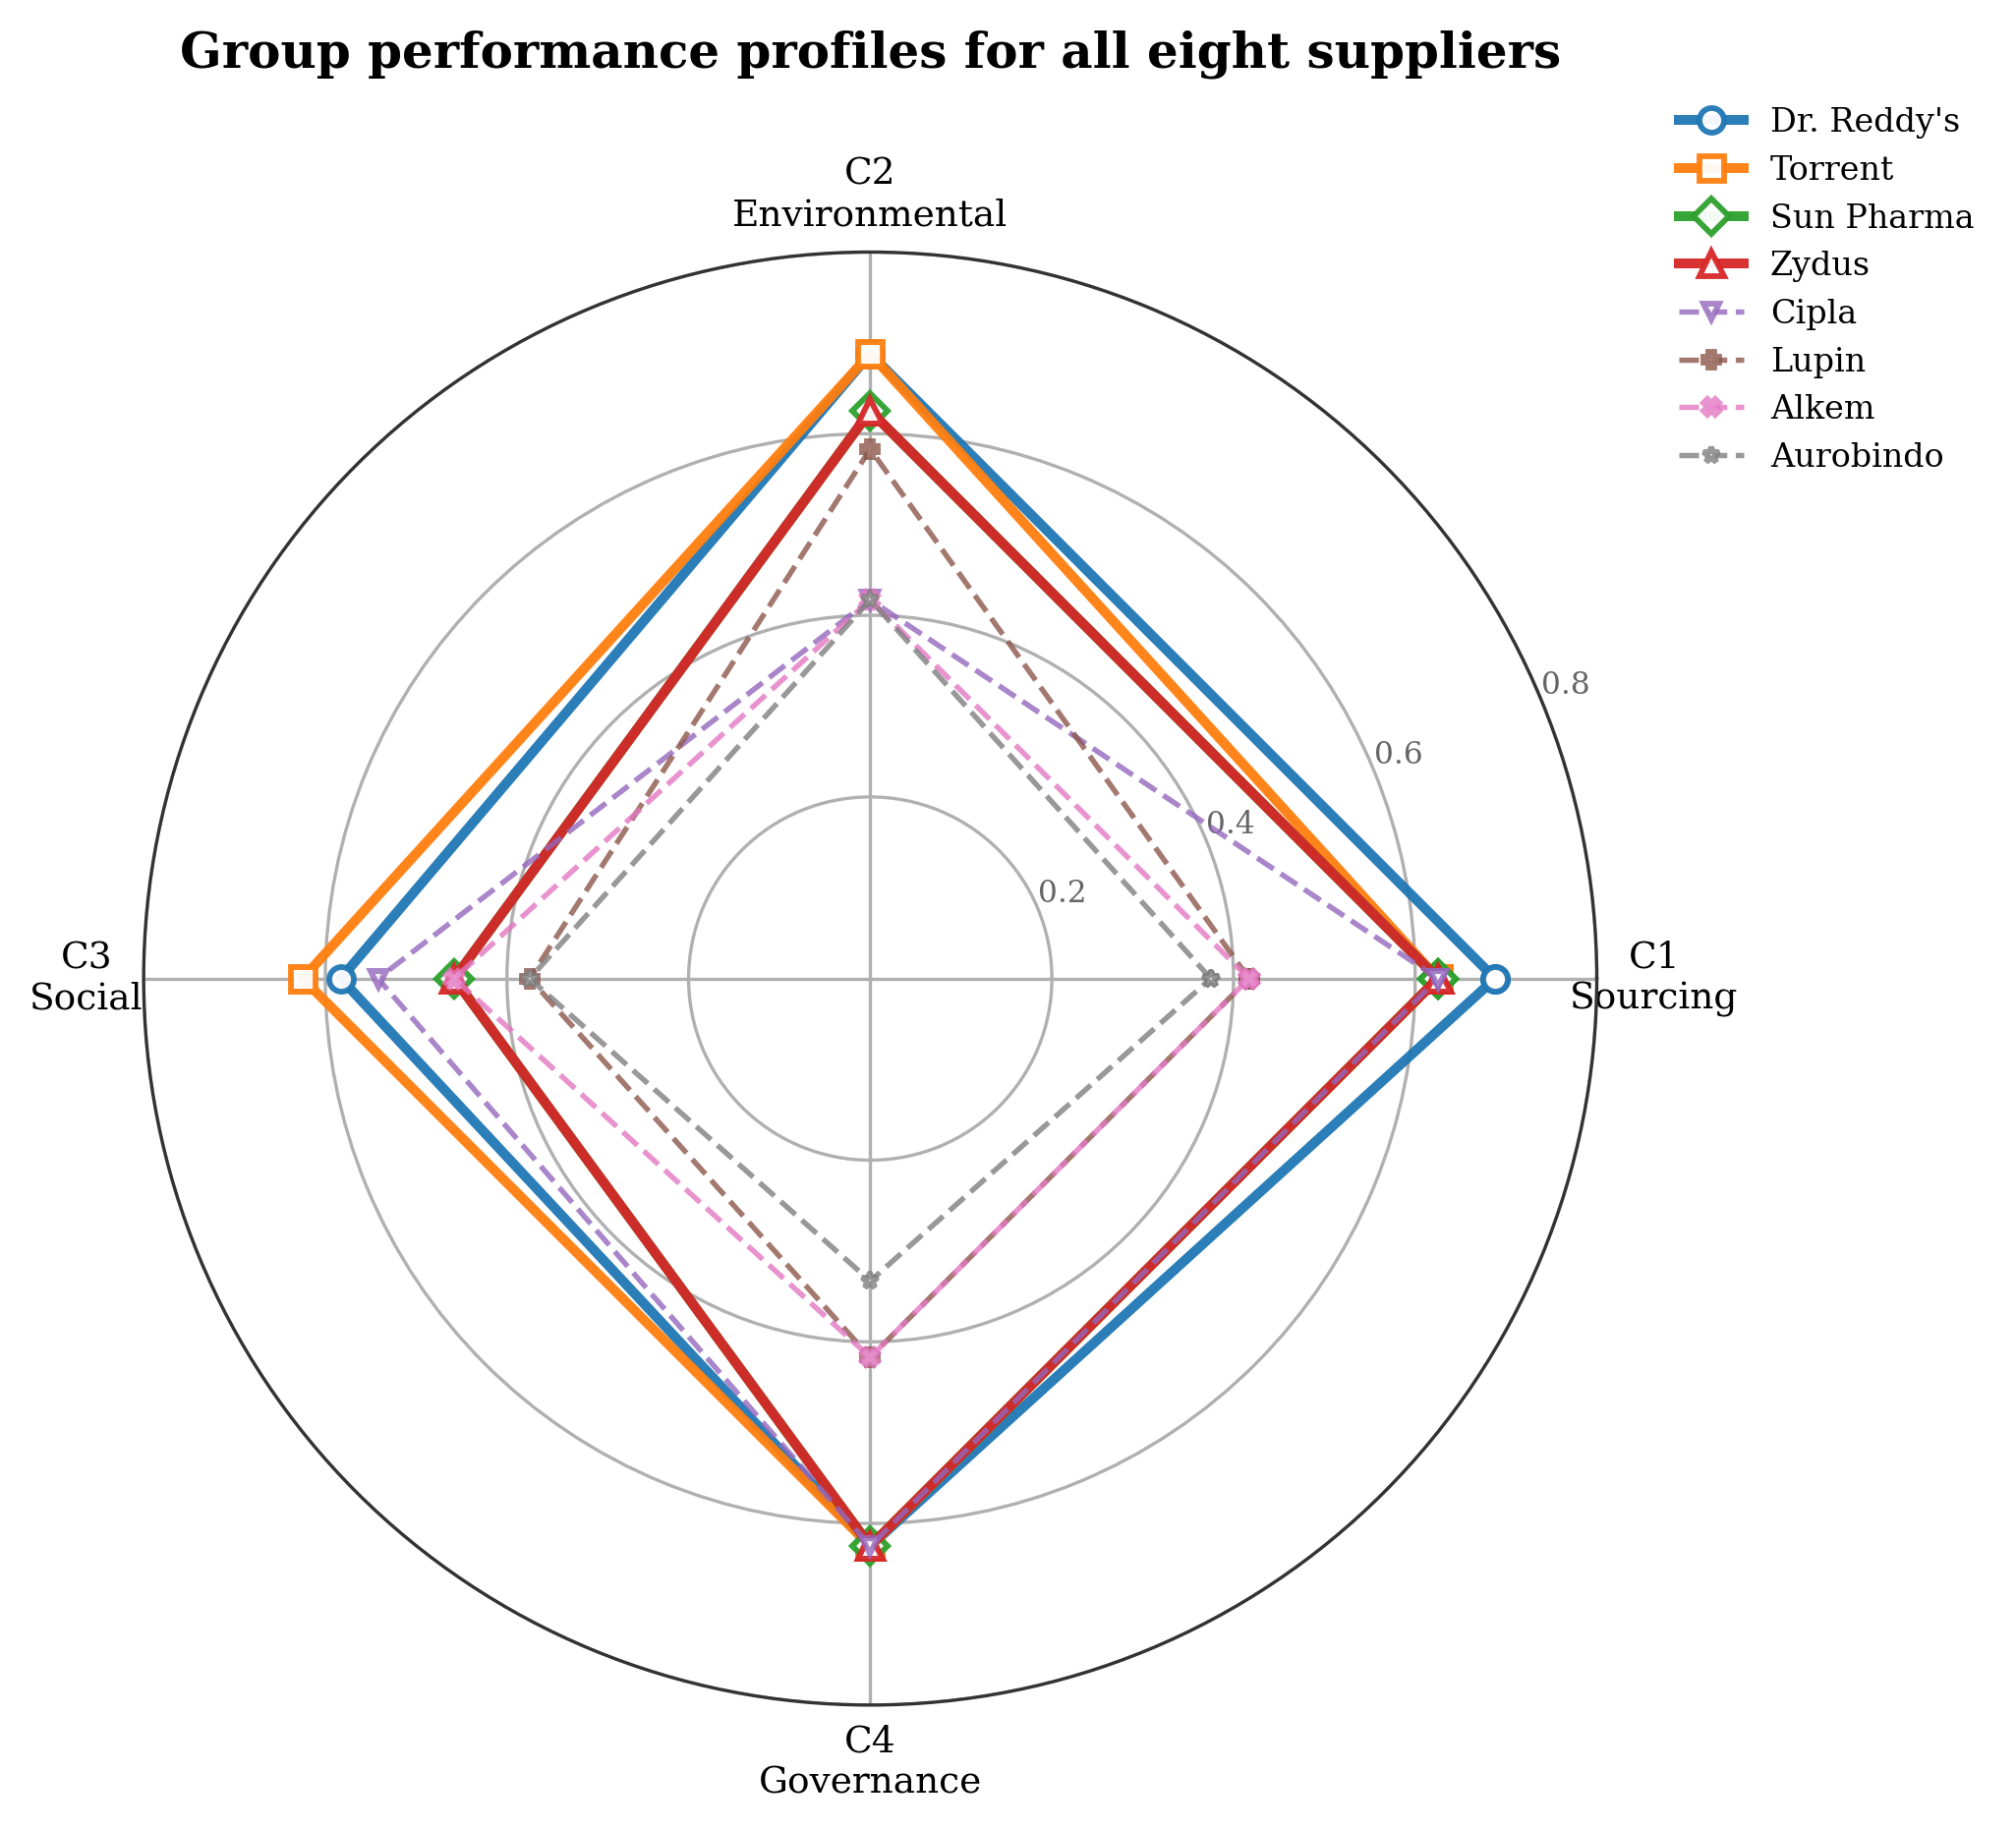 Group performance profiles for all eight suppliers
Dr. Reddy's
Torrent
Sun Pharma
Zydus
Cipla
Lupin
Alkem
Aurobindo
C2
Environmental
0.8
0.6
0.4
0.2
C3
Social
C1
Sourcing
C4
Governance